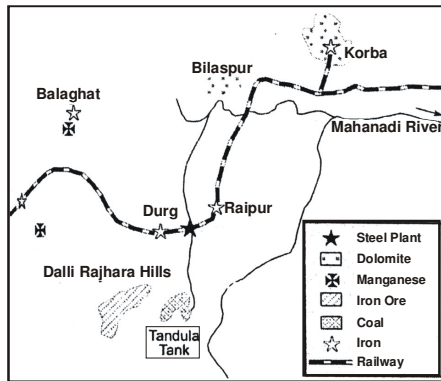 Korba
Bilaspur
Balaghat
Mahanadi River
Durg
Raipur
Dalli Rajhara Hills
Tandula
Tank
Steel Plant
Dolomite
Manganese
Iron Ore
Coal
Iron
Railway